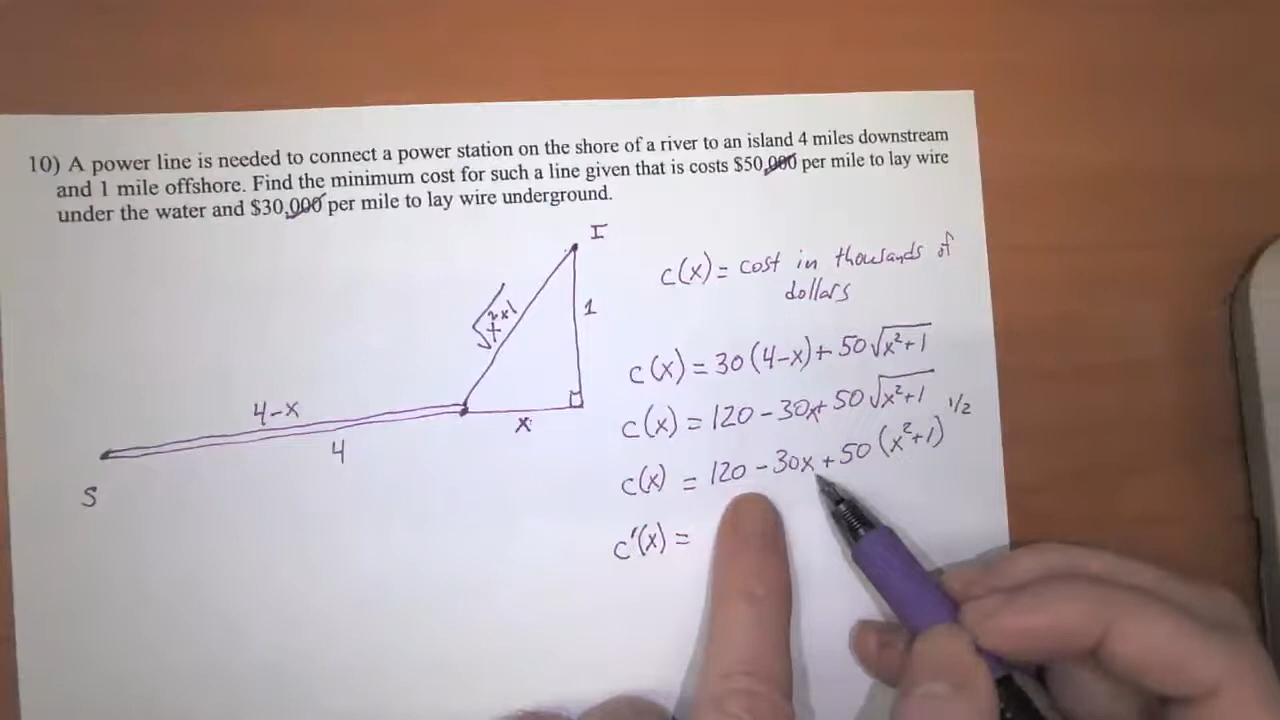 10) A power line is needed to connect a power station on the shore of a river to an island 4 miles downstream
and 1 mile offshore. Find the minimum cost for such a line given that is costs $50,000 per mile to lay wire
under the water and $30,000 per mile to lay wire underground.
I
c(x) = cost in thousands of
dollars
1
√x²+1
c(x) = 30(4-x) + 50√x²+1
4-x
x
4
c(x) = 120 - 30x + 50√x²+1
c(x) = 120 - 30x + 50(x²+1)^1/2
S
c'(x) =